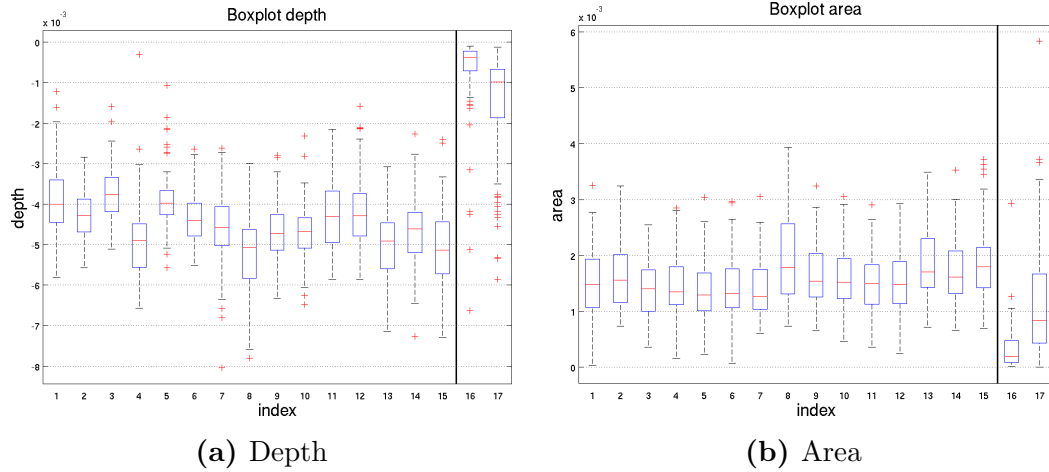 Boxplot depth
x 10⁻³
0
-1
-2
-3
-4
-5
-6
-7
-8
depth
1 2 3 4 5 6 7 8 9 10 11 12 13 14 15 16 17
index
(a) Depth
Boxplot area
x 10⁻³
6
5
4
3
2
1
0
area
1 2 3 4 5 6 7 8 9 10 11 12 13 14 15 16 17
index
(b) Area